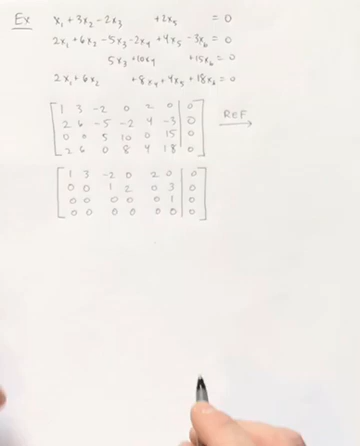 Ex x₁ + 3x₂ - 2x₃ + 2x₅ = 0
2x₁ + 6x₂ - 5x₃ - 2x₄ + 4x₅ - 3x₆ = 0
5x₃ + 10x₄ + 15x₆ = 0
2x₁ + 6x₂ + 8x₄ + 4x₅ + 18x₆ = 0
1 3 -2 0 2 0 | 0
2 6 -5 -2 4 -3 | 0
0 0 5 10 0 15 | 0
2 6 0 8 4 18 | 0
REF
1 3 -2 0 2 0 | 0
0 0 1 2 0 3 | 0
0 0 0 0 0 1 | 0
0 0 0 0 0 0 | 0